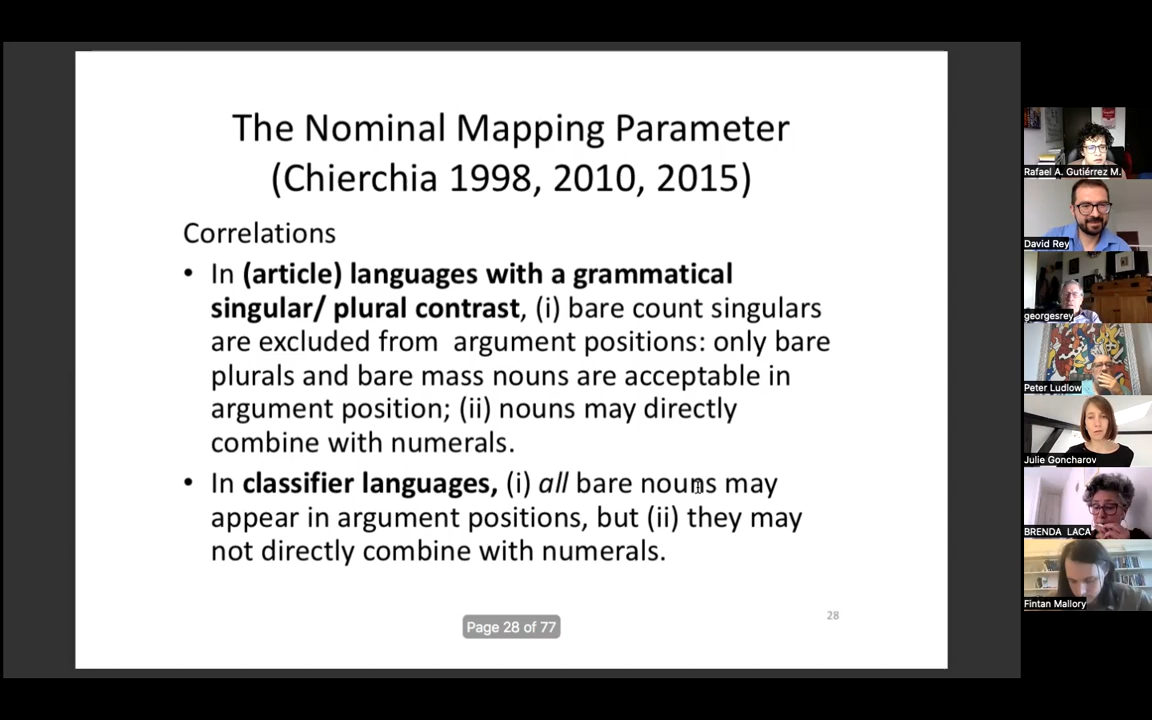 The Nominal Mapping Parameter
(Chierchia 1998, 2010, 2015)
Correlations
• In (article) languages with a grammatical
singular/ plural contrast, (i) bare count singulars
are excluded from  argument positions: only bare
plurals and bare mass nouns are acceptable in
argument position; (ii) nouns may directly
combine with numerals.
• In classifier languages, (i) all bare nouns may
appear in argument positions, but (ii) they may
not directly combine with numerals.
28
Page 28 of 77
Rafael A. Gutiérrez M.
David Rey
georgesrey
Peter Ludlow
Julie Goncharov
BRENDA LACA
Fintan Mallory